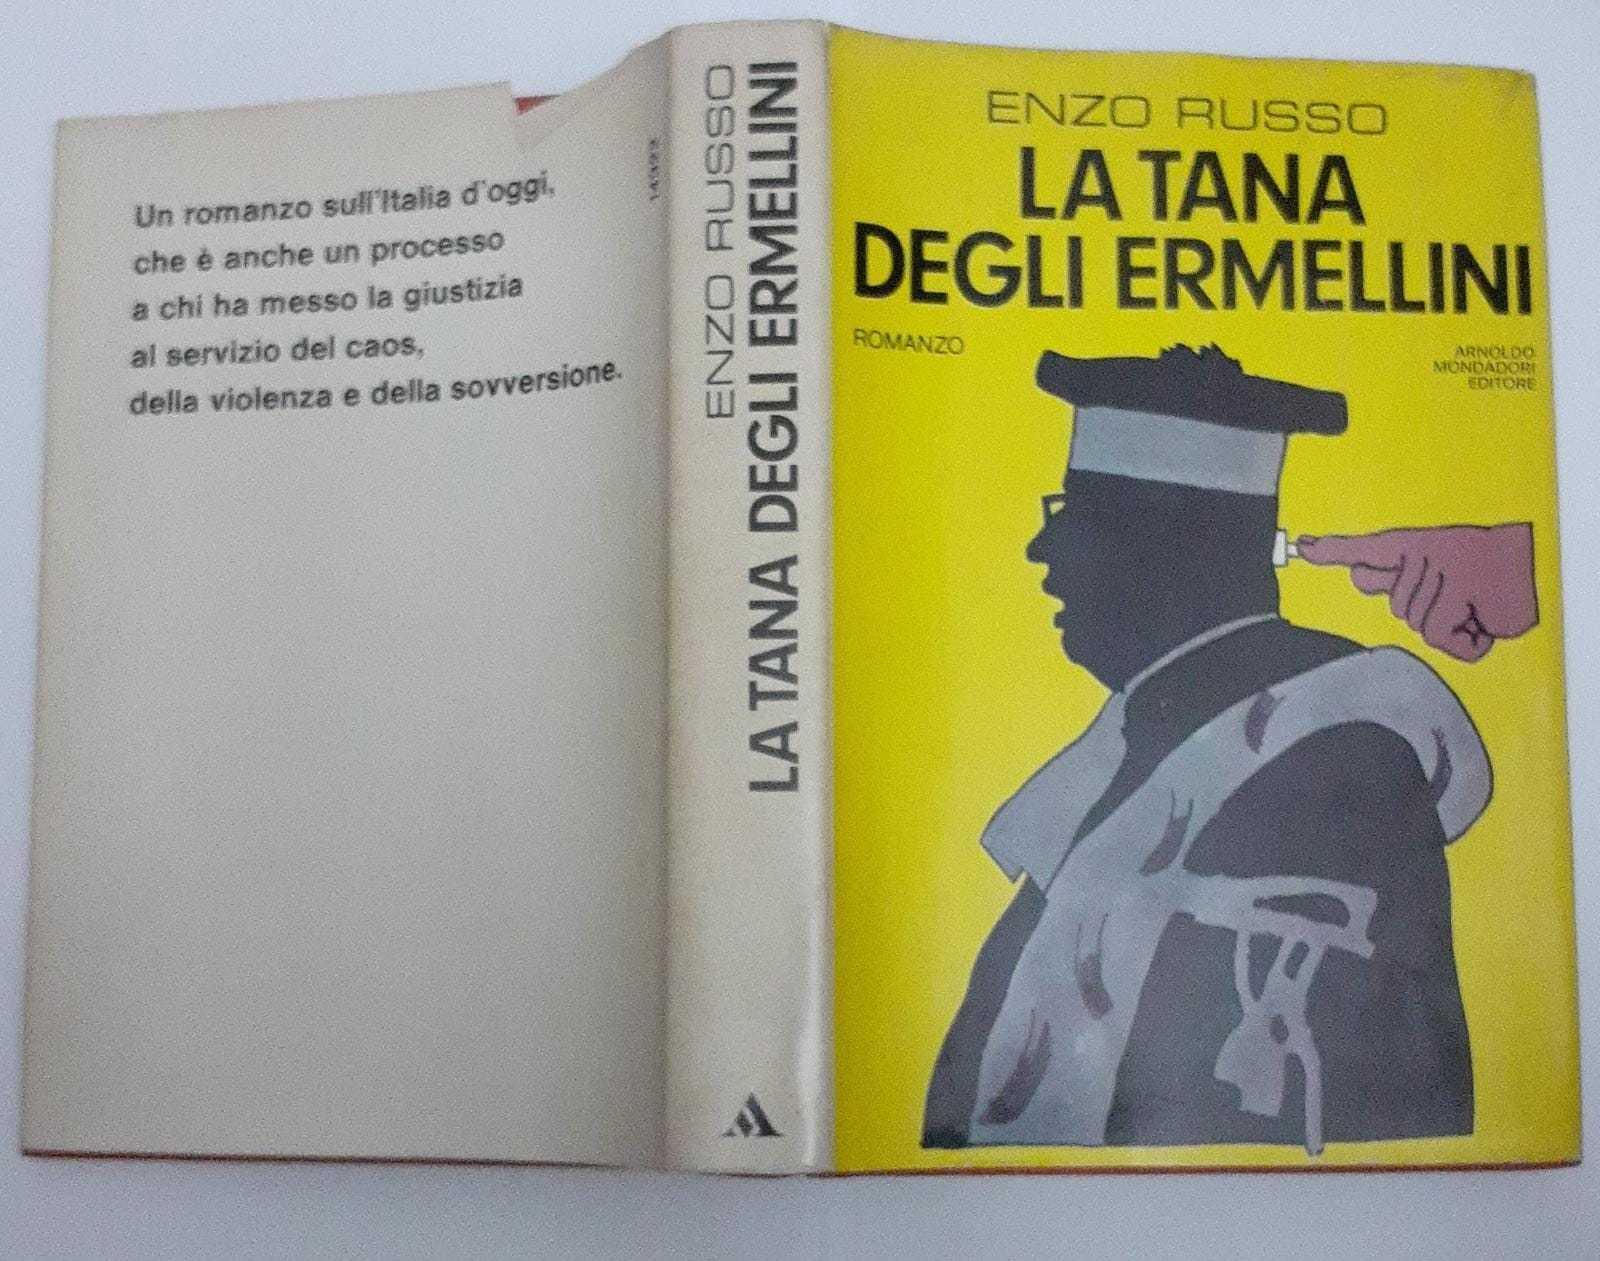 Un romanzo sull'Italia d'oggi,
che è anche un processo
a chi ha messo la giustizia
al servizio del caos,
della violenza e della sovversione.
ENZO RUSSO
LA TANA DEGLI ERMELLINI
ENZO RUSSO
LA TANA
DEGLI ERMELLINI
ROMANZO
ARNOLDO
MONDADORI
EDITORE